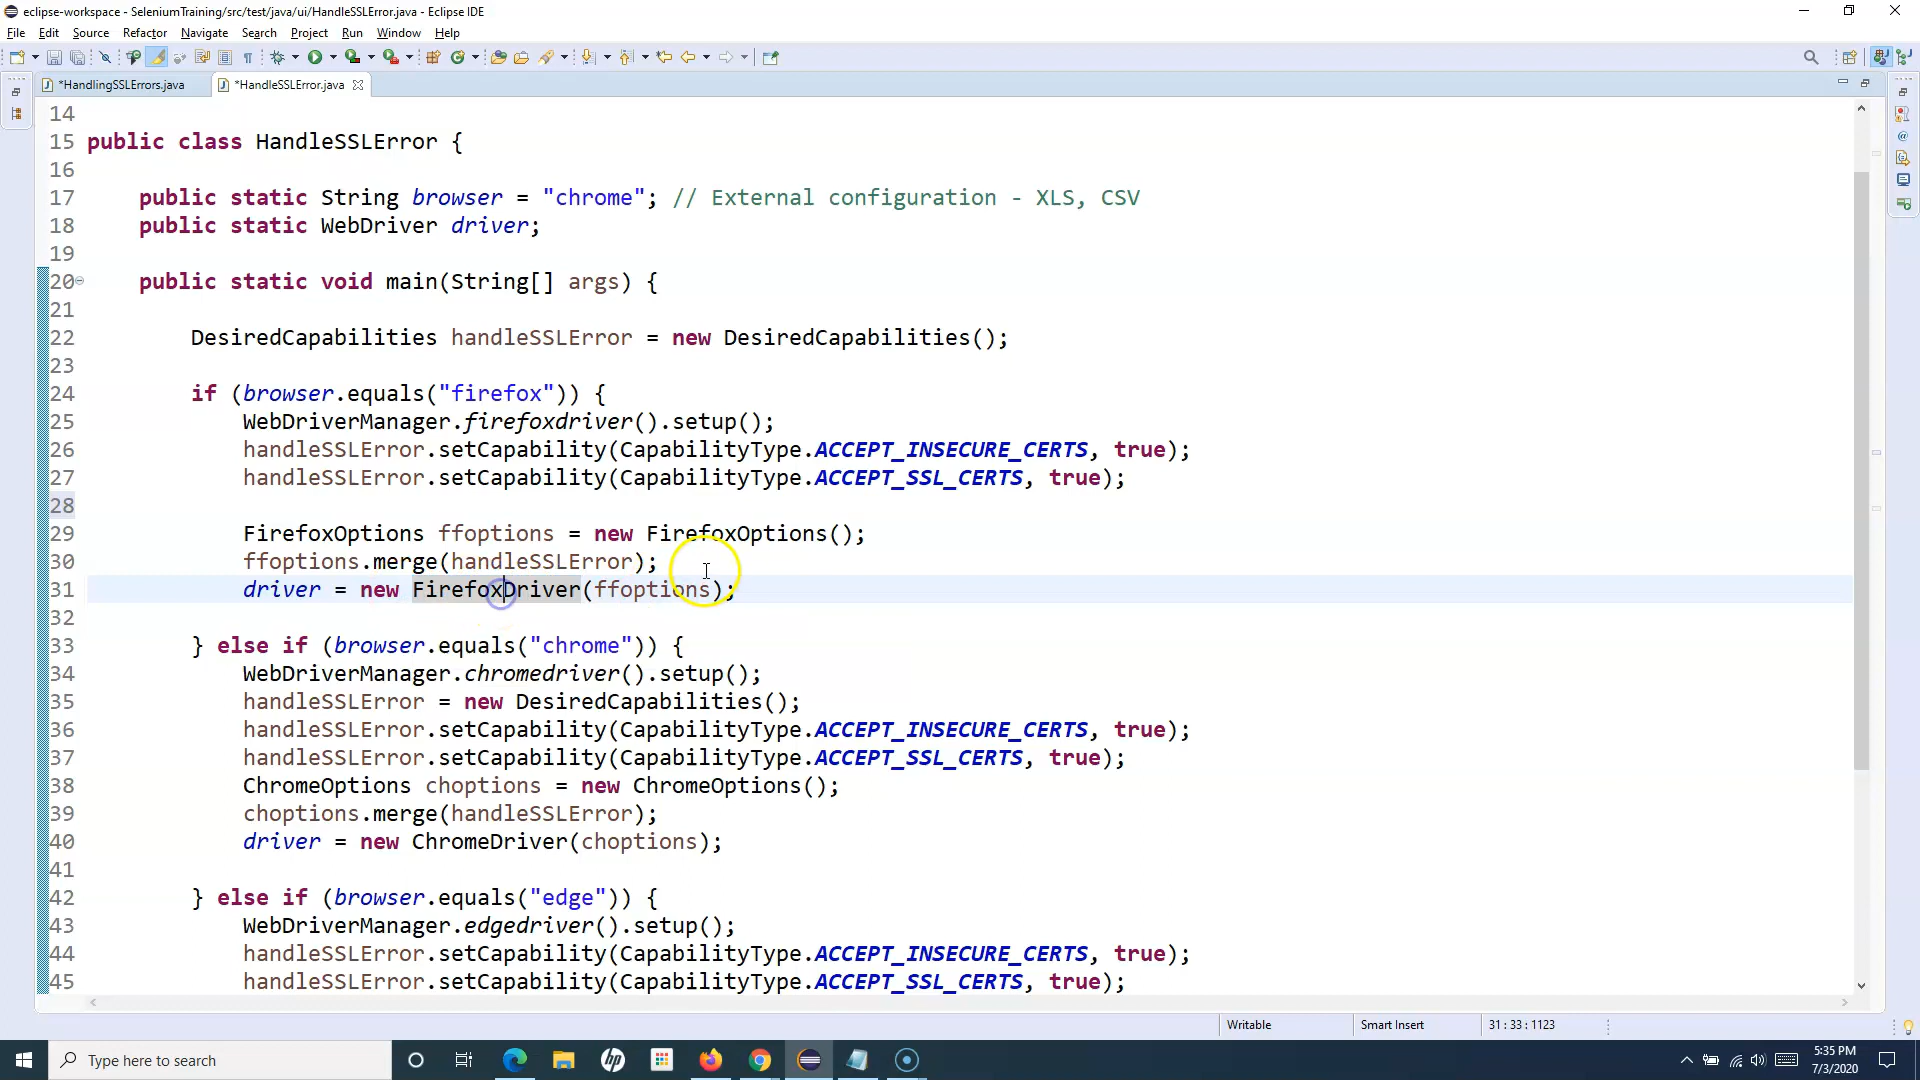 eclipse-workspace - SeleniumTraining/src/test/java/ui/HandleSSLError.java - Eclipse IDE
File Edit Source Refactor Navigate Search Project Run Window Help
*HandlingSSLErrors.java *HandleSSLError.java
14
15 public class HandleSSLError {
16
17 public static String browser = "chrome"; // External configuration - XLS, CSV
18 public static WebDriver driver;
19
20 public static void main(String[] args) {
21
22 DesiredCapabilities handleSSLError = new DesiredCapabilities();
23
24 if (browser.equals("firefox")) {
25 WebDriverManager.firefoxdriver().setup();
26 handleSSLError.setCapability(CapabilityType.ACCEPT_INSECURE_CERTS, true);
27 handleSSLError.setCapability(CapabilityType.ACCEPT_SSL_CERTS, true);
28
29 FirefoxOptions ffoptions = new FirefoxOptions();
30 ffoptions.merge(handleSSLError);
31 driver = new FirefoxDriver(ffoptions);
32
33 } else if (browser.equals("chrome")) {
34 WebDriverManager.chromedriver().setup();
35 handleSSLError = new DesiredCapabilities();
36 handleSSLError.setCapability(CapabilityType.ACCEPT_INSECURE_CERTS, true);
37 handleSSLError.setCapability(CapabilityType.ACCEPT_SSL_CERTS, true);
38 ChromeOptions choptions = new ChromeOptions();
39 choptions.merge(handleSSLError);
40 driver = new ChromeDriver(choptions);
41
42 } else if (browser.equals("edge")) {
43 WebDriverManager.edgedriver().setup();
44 handleSSLError.setCapability(CapabilityType.ACCEPT_INSECURE_CERTS, true);
45 handleSSLError.setCapability(CapabilityType.ACCEPT_SSL_CERTS, true);
Writable Smart Insert 31 : 33 : 1123
Type here to search
hp
5:35 PM
7/3/2020